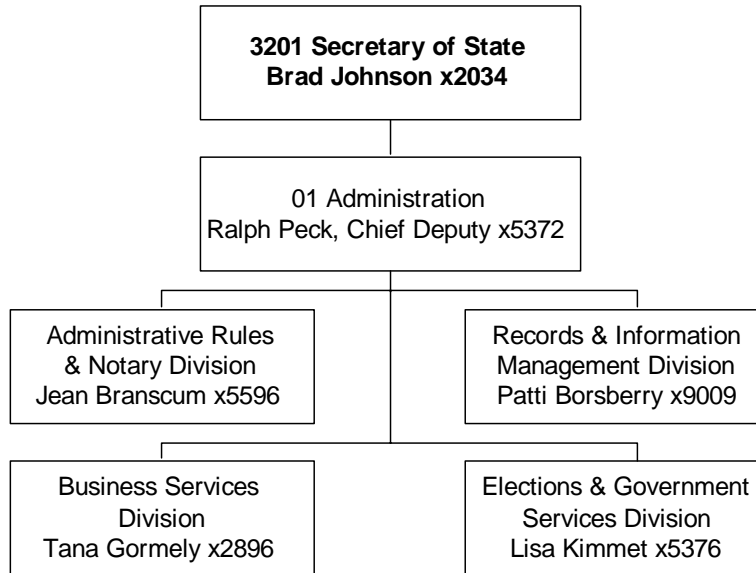 3201 Secretary of State
Brad Johnson x2034
01 Administration
Ralph Peck, Chief Deputy x5372
Administrative Rules
& Notary Division
Jean Branscum x5596
Records & Information
Management Division
Patti Borsberry x9009
Business Services
Division
Tana Gormely x2896
Elections & Government
Services Division
Lisa Kimmet x5376